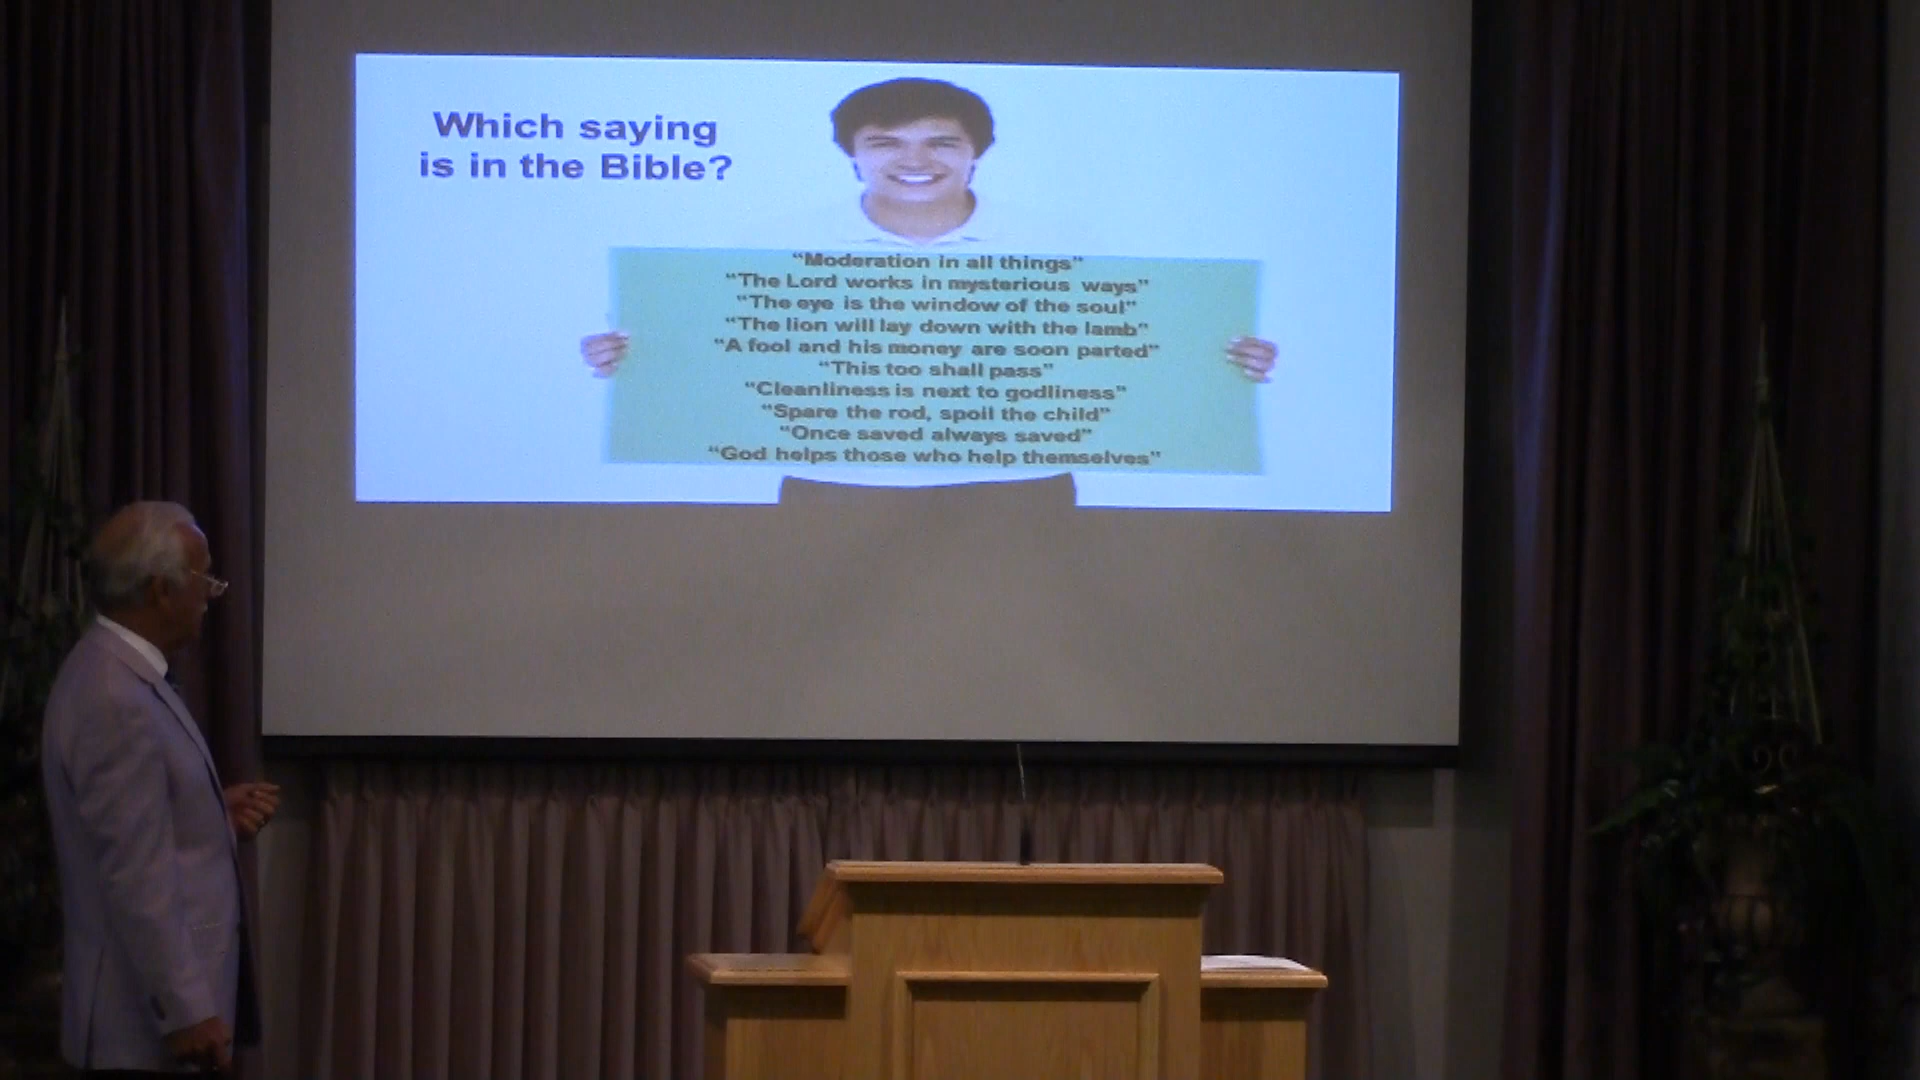 Which saying
is in the Bible?
“Moderation in all things”
“The Lord works in mysterious ways”
“The eye is the window of the soul”
“The lion will lay down with the lamb”
“A fool and his money are soon parted”
“This too shall pass”
“Cleanliness is next to godliness”
“Spare the rod, spoil the child”
“Once saved always saved”
“God helps those who help themselves”